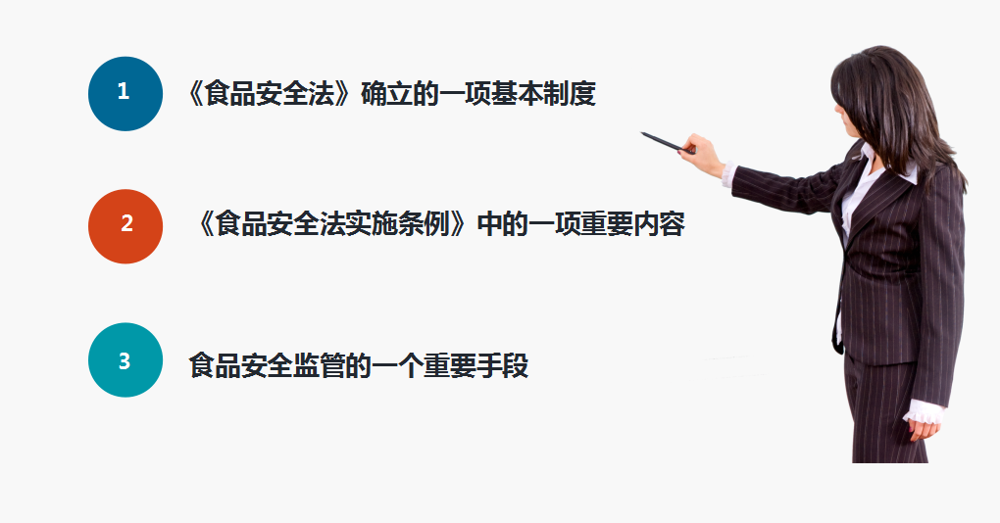 1
《食品安全法》确立的一项基本制度
2
《食品安全法实施条例》中的一项重要内容
3
食品安全监管的一个重要手段